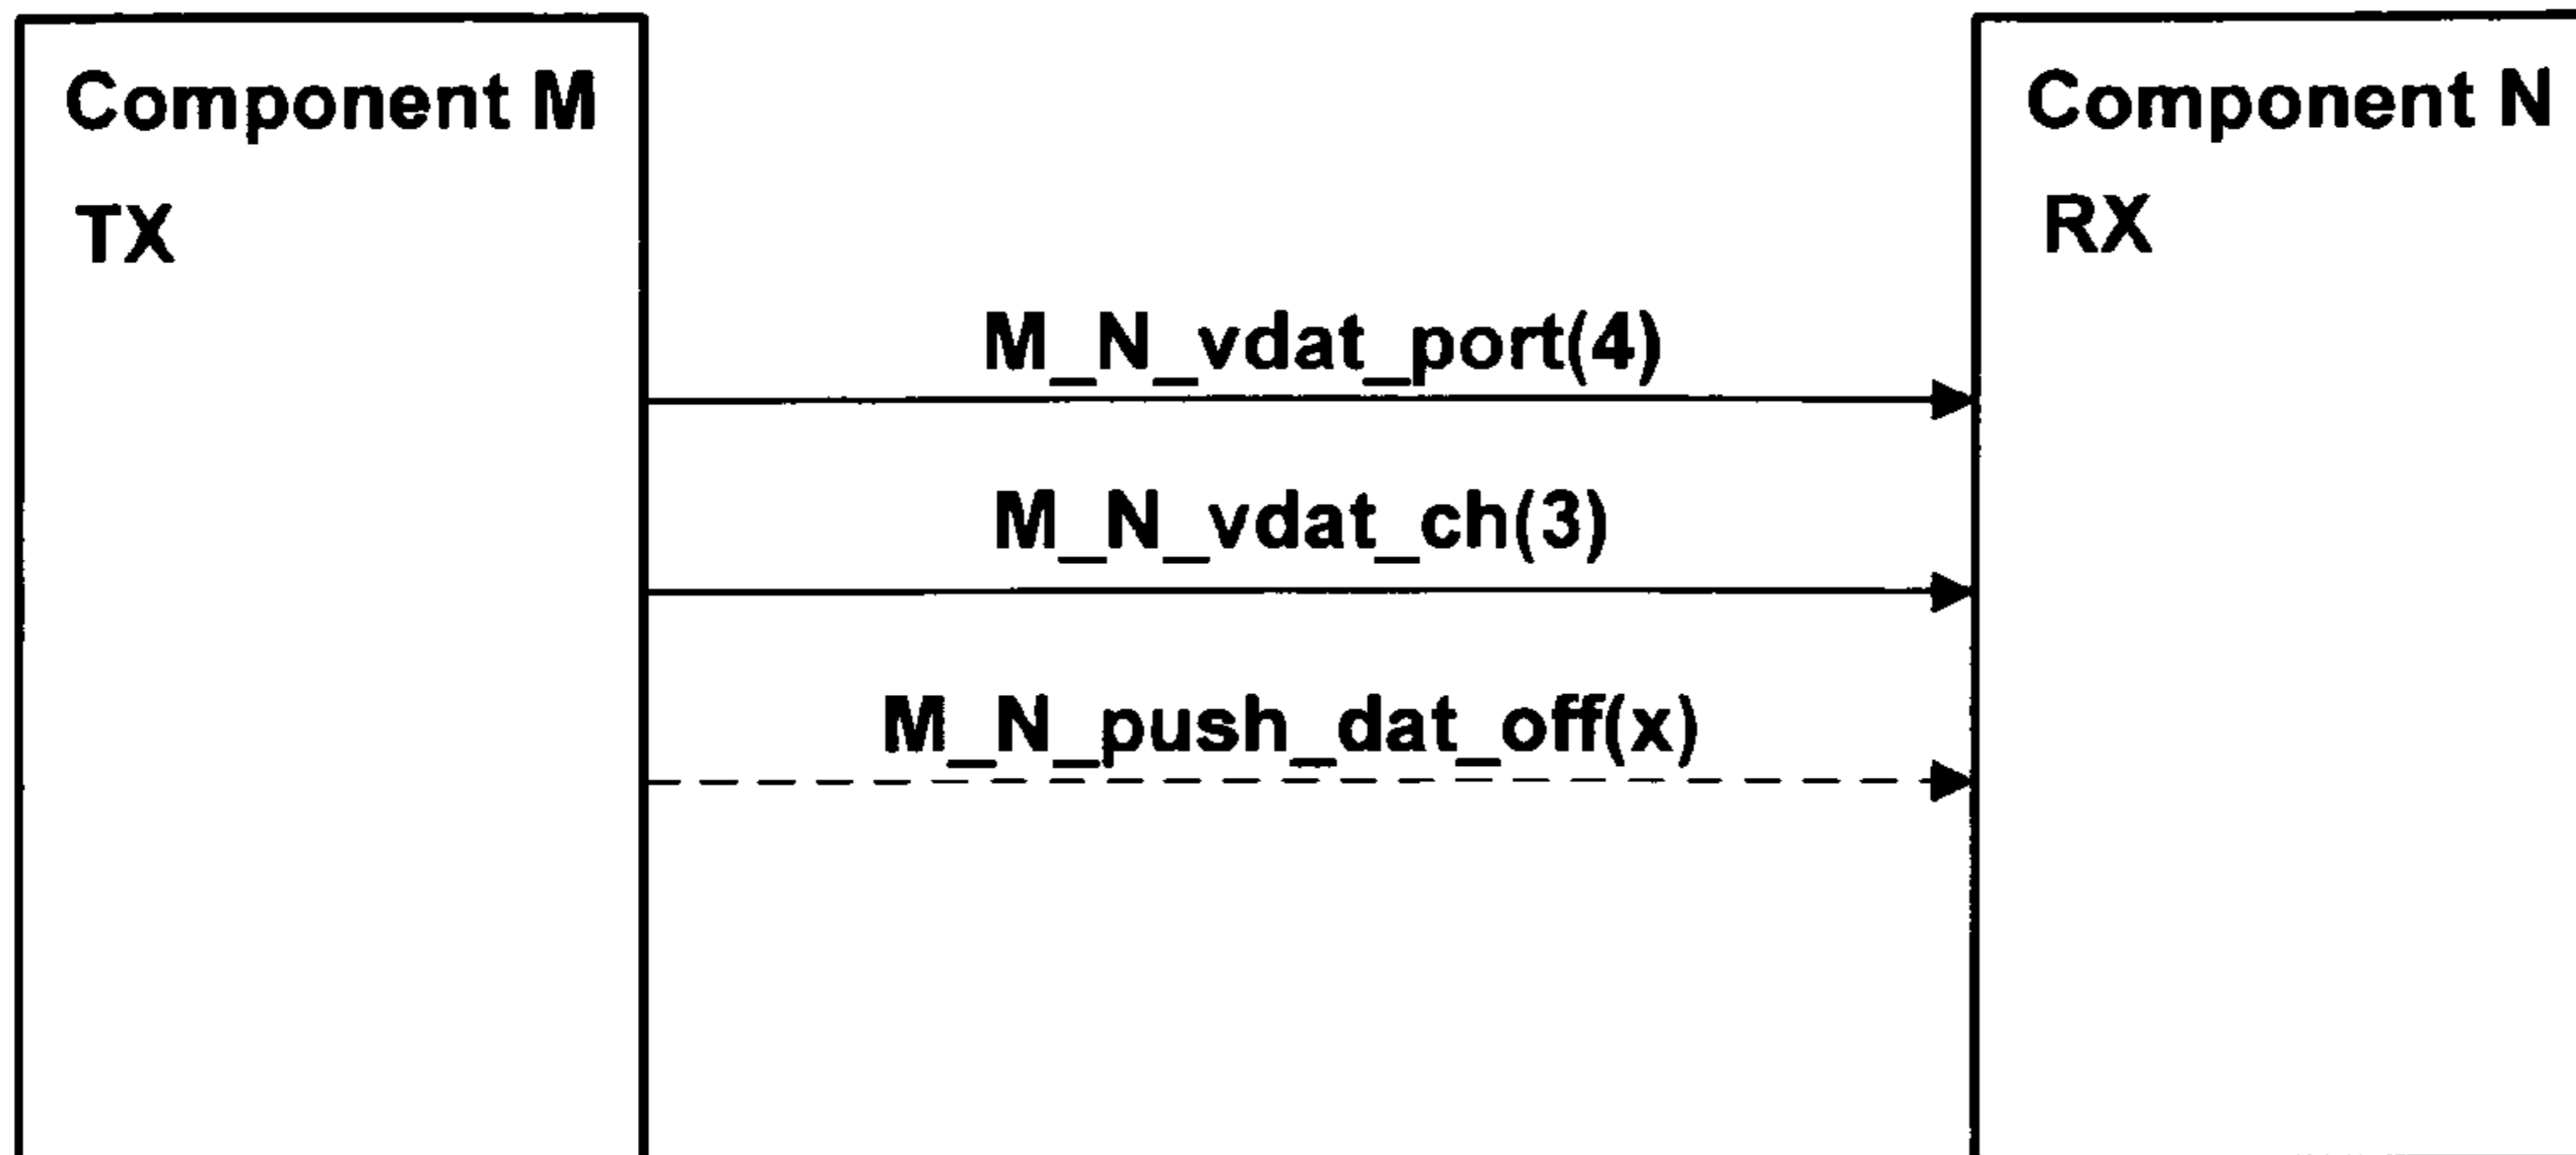 Component M
TX
Component N
RX
M_N_vdat_port(4)
M_N_vdat_ch(3)
M_N_push_dat_off(x)